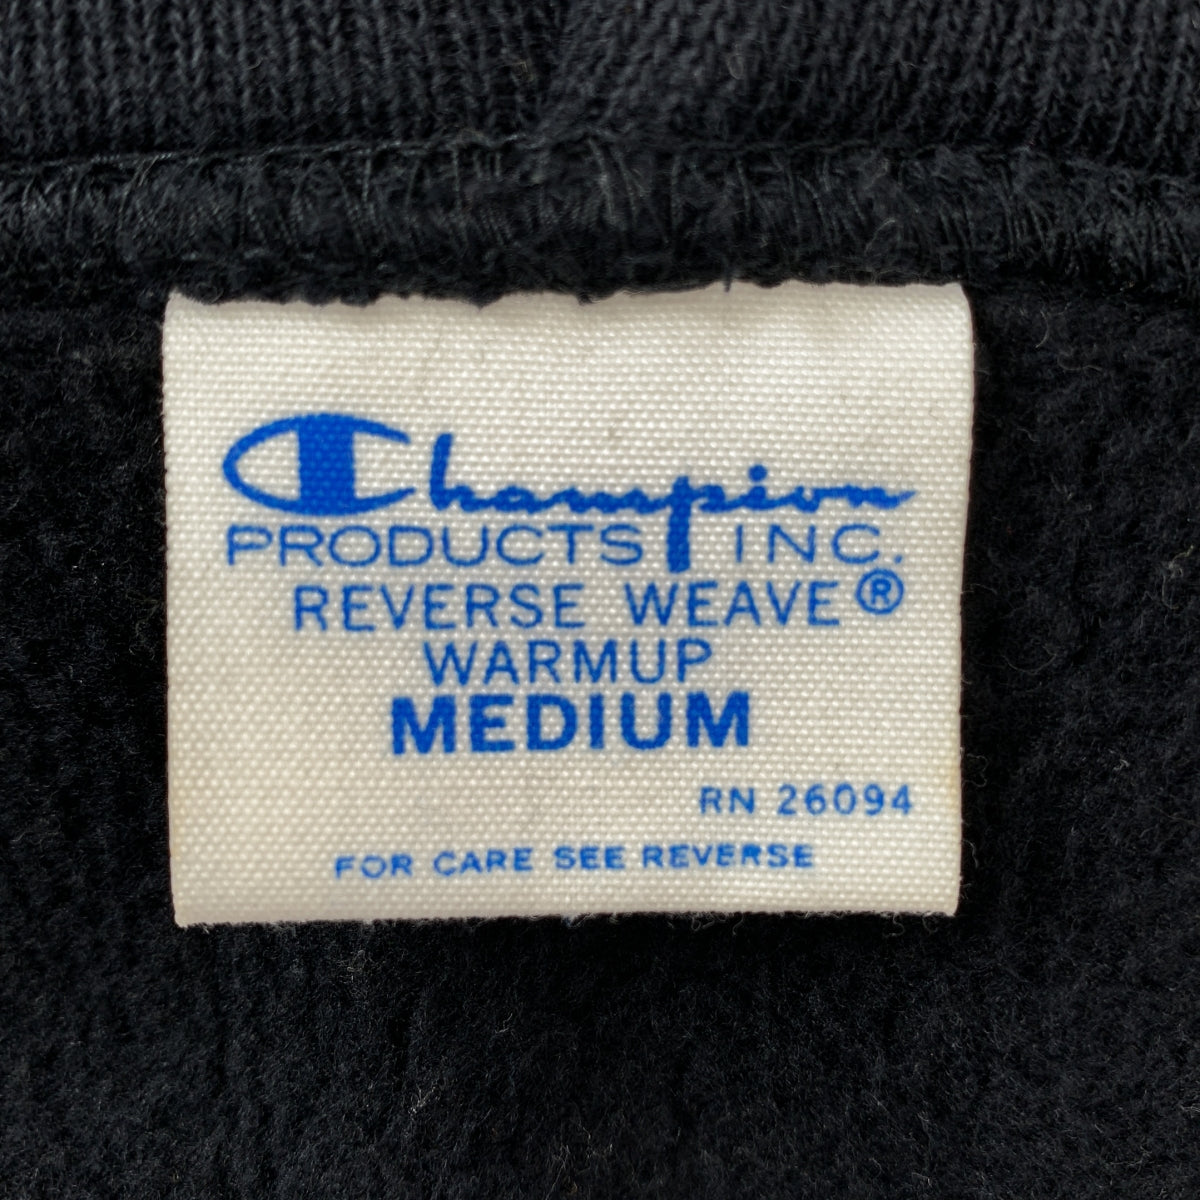 Champion
PRODUCTS INC.
REVERSE WEAVE®
WARMUP
MEDIUM
RN 26094
FOR CARE SEE REVERSE